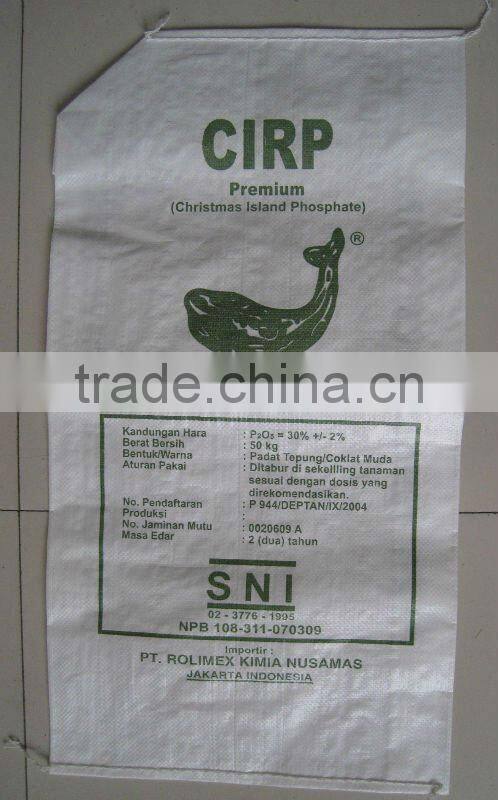 CIRP
Premium
(Christmas Island Phosphate)
®
trade.china.cn
Kandungan Hara : P₂O₅ = 30% +/- 2%
Berat Bersih : 50 kg
Bentuk/Warna : Padat Tepung/Coklat Muda
Aturan Pakai : Ditabur di sekellling tanaman
sesuai dengan dosis yang
direkomendasikan.
No. Pendaftaran : P 944/DEPTAN/IX/2004
Produksi :
No. Jaminan Mutu : 0020609 A
Masa Edar : 2 (dua) tahun
SNI
02 - 3776 - 1995
NPB 108-311-070309
Importir :
PT. ROLIMEX KIMIA NUSAMAS
JAKARTA INDONESIA